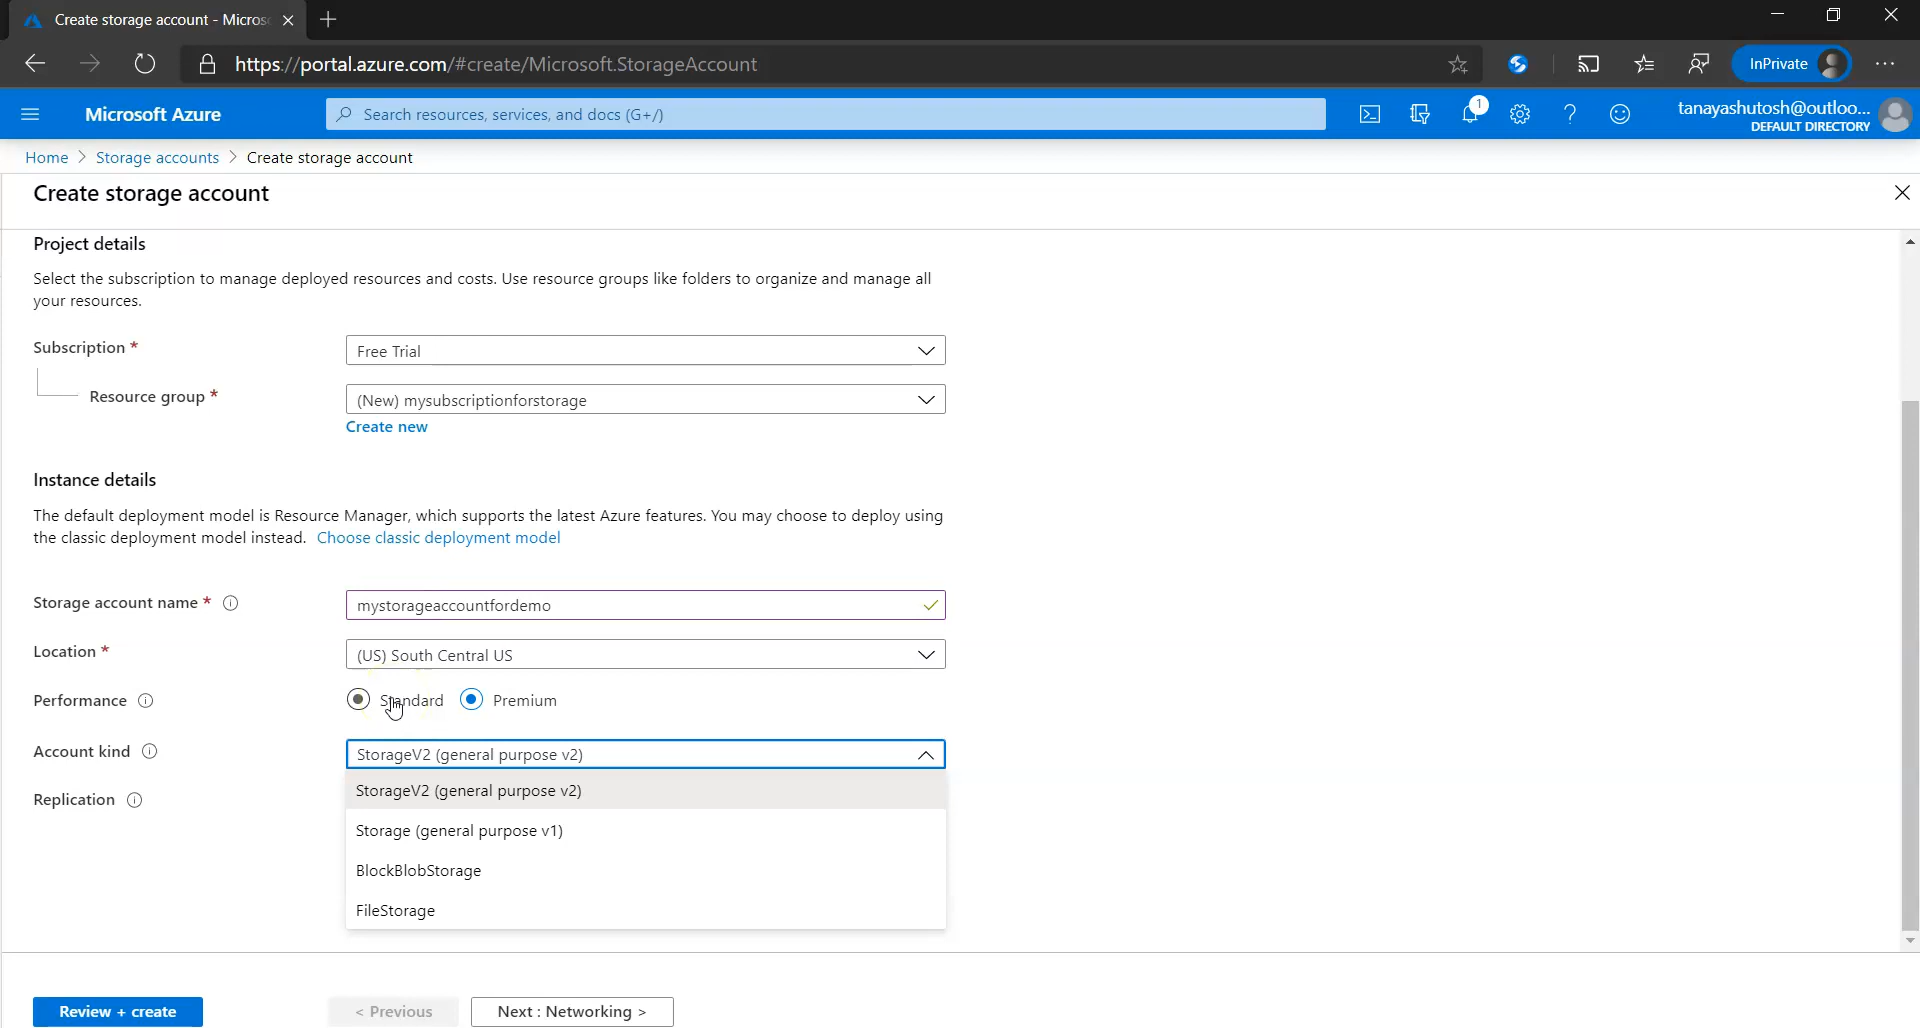 Create storage account - Micros
https://portal.azure.com/#create/Microsoft.StorageAccount
InPrivate
Microsoft Azure
Search resources, services, and docs (G+/)
1
tanayashutosh@outloo...
DEFAULT DIRECTORY
Home > Storage accounts > Create storage account
Create storage account
Project details
Select the subscription to manage deployed resources and costs. Use resource groups like folders to organize and manage all
your resources.
Subscription *
Free Trial
Resource group *
(New) mysubscriptionforstorage
Create new
Instance details
The default deployment model is Resource Manager, which supports the latest Azure features. You may choose to deploy using
the classic deployment model instead. Choose classic deployment model
Storage account name *
mystorageaccountfordemo
Location *
(US) South Central US
Performance
Standard Premium
Account kind
StorageV2 (general purpose v2)
StorageV2 (general purpose v2)
Replication
Storage (general purpose v1)
BlockBlobStorage
FileStorage
Review + create
< Previous
Next : Networking >